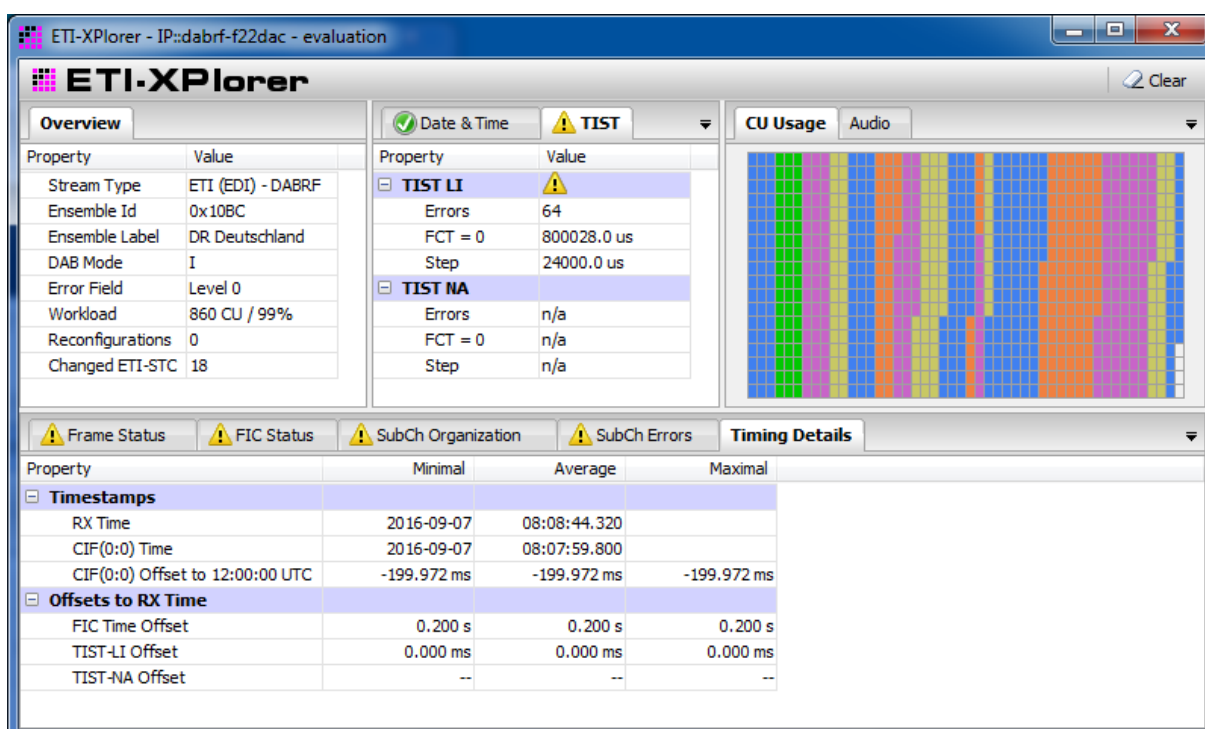 ETI-XPlorer - IP::dabrf-f22dac - evaluation
ETI-XPlorer
Clear
Overview
Property Value
Stream Type ETI (EDI) - DABRF
Ensemble Id 0x10BC
Ensemble Label DR Deutschland
DAB Mode I
Error Field Level 0
Workload 860 CU / 99%
Reconfigurations 0
Changed ETI-STC 18
Date & Time TIST
Property Value
TIST LI
Errors 64
FCT = 0 800028.0 us
Step 24000.0 us
TIST NA
Errors n/a
FCT = 0 n/a
Step n/a
CU Usage Audio
Frame Status FIC Status SubCh Organization SubCh Errors Timing Details
Property Minimal Average Maximal
Timestamps
RX Time 2016-09-07 08:08:44.320
CIF(0:0) Time 2016-09-07 08:07:59.800
CIF(0:0) Offset to 12:00:00 UTC -199.972 ms -199.972 ms -199.972 ms
Offsets to RX Time
FIC Time Offset 0.200 s 0.200 s 0.200 s
TIST-LI Offset 0.000 ms 0.000 ms 0.000 ms
TIST-NA Offset -- -- --